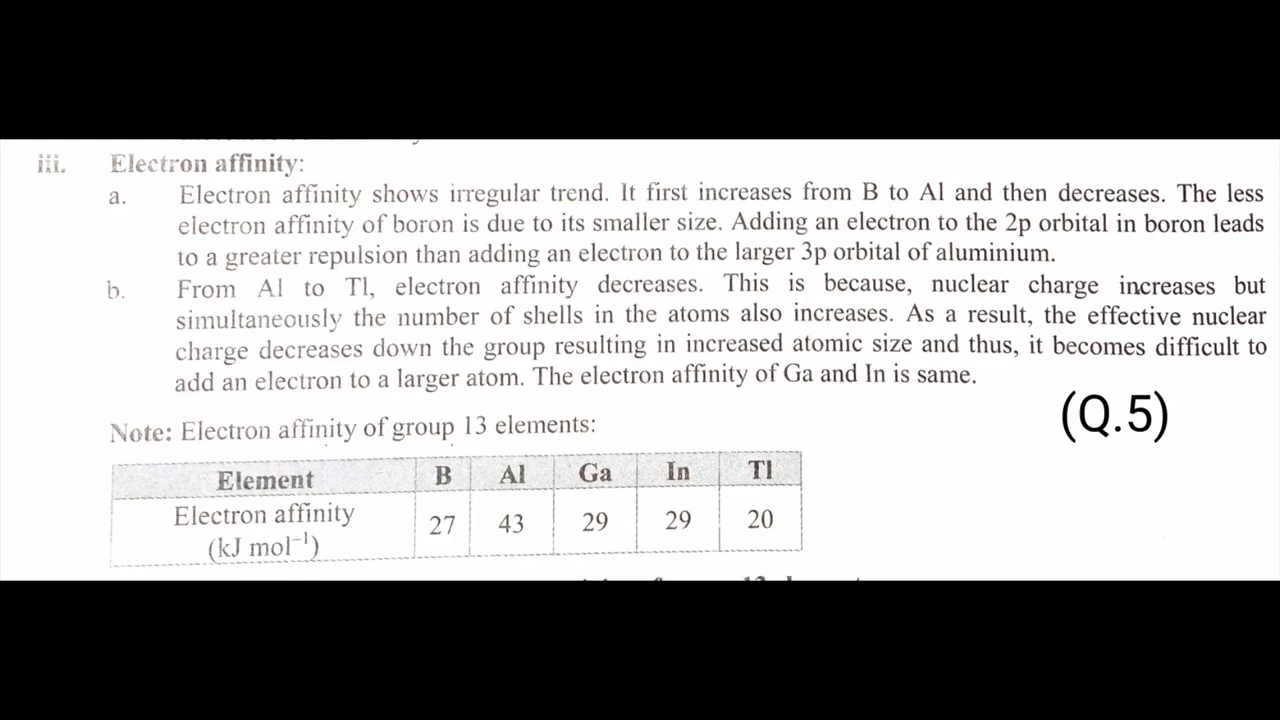 iii. Electron affinity:
a. Electron affinity shows irregular trend. It first increases from B to Al and then decreases. The less
electron affinity of boron is due to its smaller size. Adding an electron to the 2p orbital in boron leads
to a greater repulsion than adding an electron to the larger 3p orbital of aluminium.
b. From Al to Tl, electron affinity decreases. This is because, nuclear charge increases but
simultaneously the number of shells in the atoms also increases. As a result, the effective nuclear
charge decreases down the group resulting in increased atomic size and thus, it becomes difficult to
add an electron to a larger atom. The electron affinity of Ga and In is same.
(Q.5)
Note: Electron affinity of group 13 elements:
Element B Al Ga In Tl
Electron affinity
(kJ mol⁻¹) 27 43 29 29 20